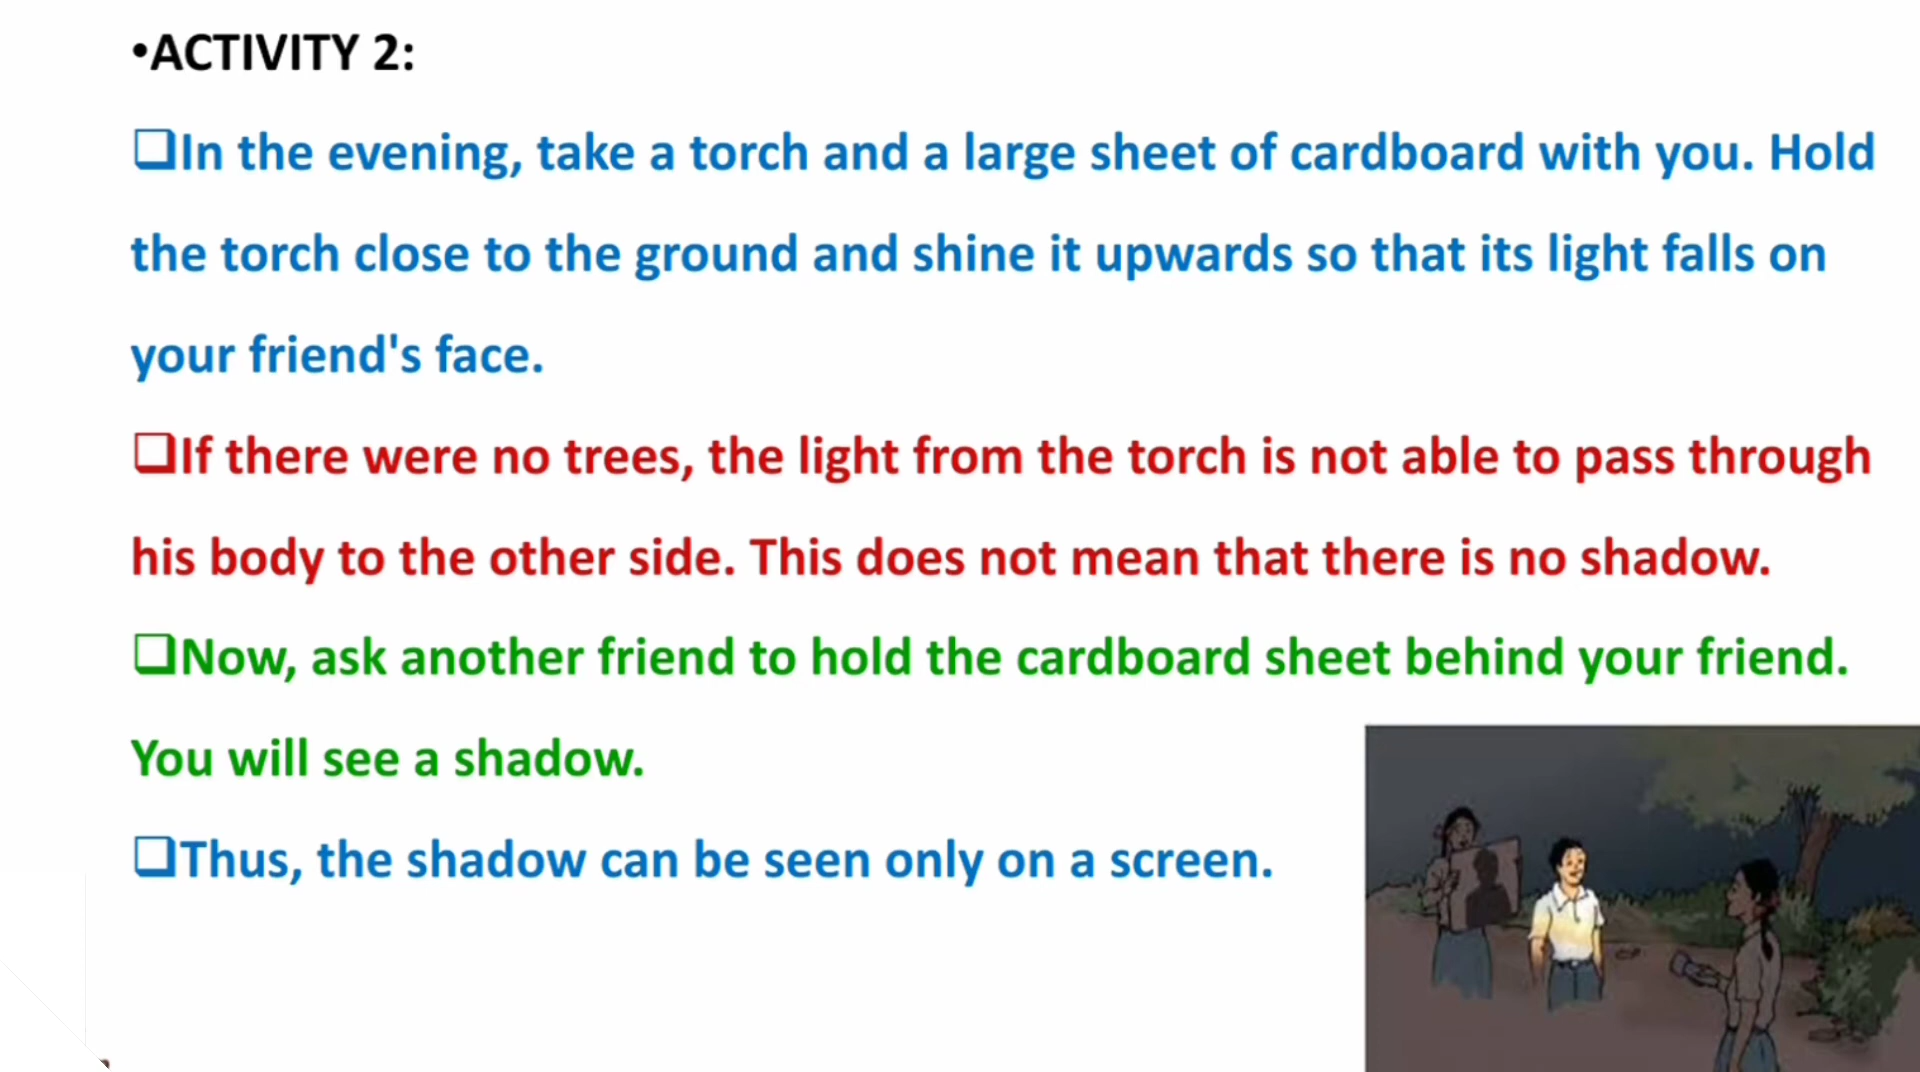 •ACTIVITY 2:
❑In the evening, take a torch and a large sheet of cardboard with you. Hold
the torch close to the ground and shine it upwards so that its light falls on
your friend's face.
❑If there were no trees, the light from the torch is not able to pass through
his body to the other side. This does not mean that there is no shadow.
❑Now, ask another friend to hold the cardboard sheet behind your friend.
You will see a shadow.
❑Thus, the shadow can be seen only on a screen.